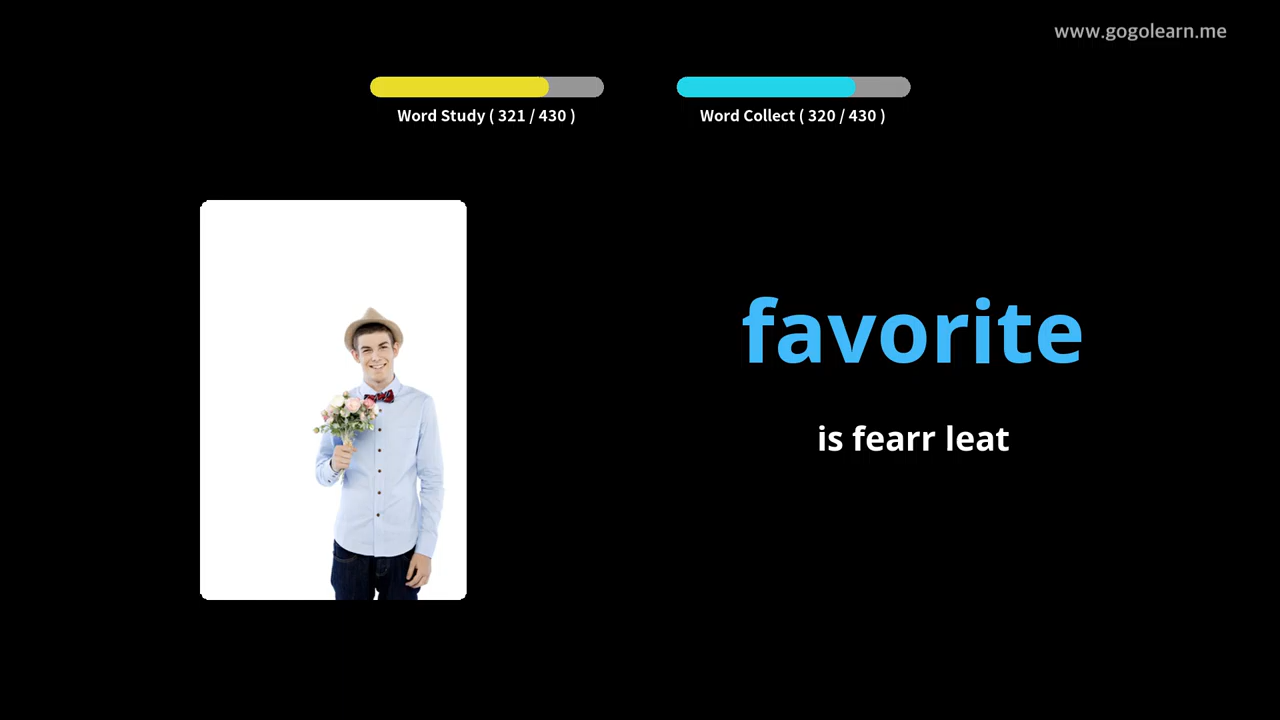 www.gogolearn.me
Word Study ( 321 / 430 )
Word Collect ( 320 / 430 )
favorite
is fearr leat